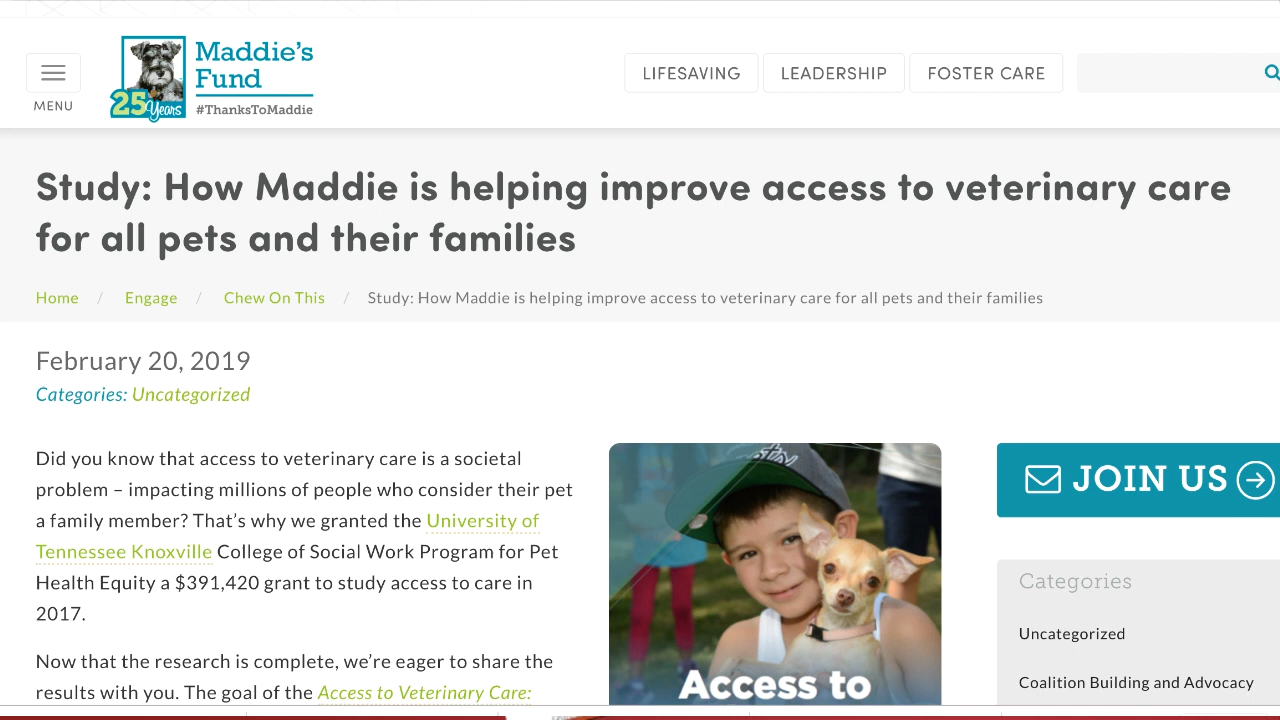 MENU
25 Years
Maddie's
Fund
#ThanksToMaddie
LIFESAVING
LEADERSHIP
FOSTER CARE
Study: How Maddie is helping improve access to veterinary care
for all pets and their families
Home / Engage / Chew On This / Study: How Maddie is helping improve access to veterinary care for all pets and their families
February 20, 2019
Categories: Uncategorized
Did you know that access to veterinary care is a societal
problem – impacting millions of people who consider their pet
a family member? That’s why we granted the University of
Tennessee Knoxville College of Social Work Program for Pet
Health Equity a $391,420 grant to study access to care in
2017.
Now that the research is complete, we’re eager to share the
results with you. The goal of the Access to Veterinary Care:
Access to
JOIN US
Categories
Uncategorized
Coalition Building and Advocacy